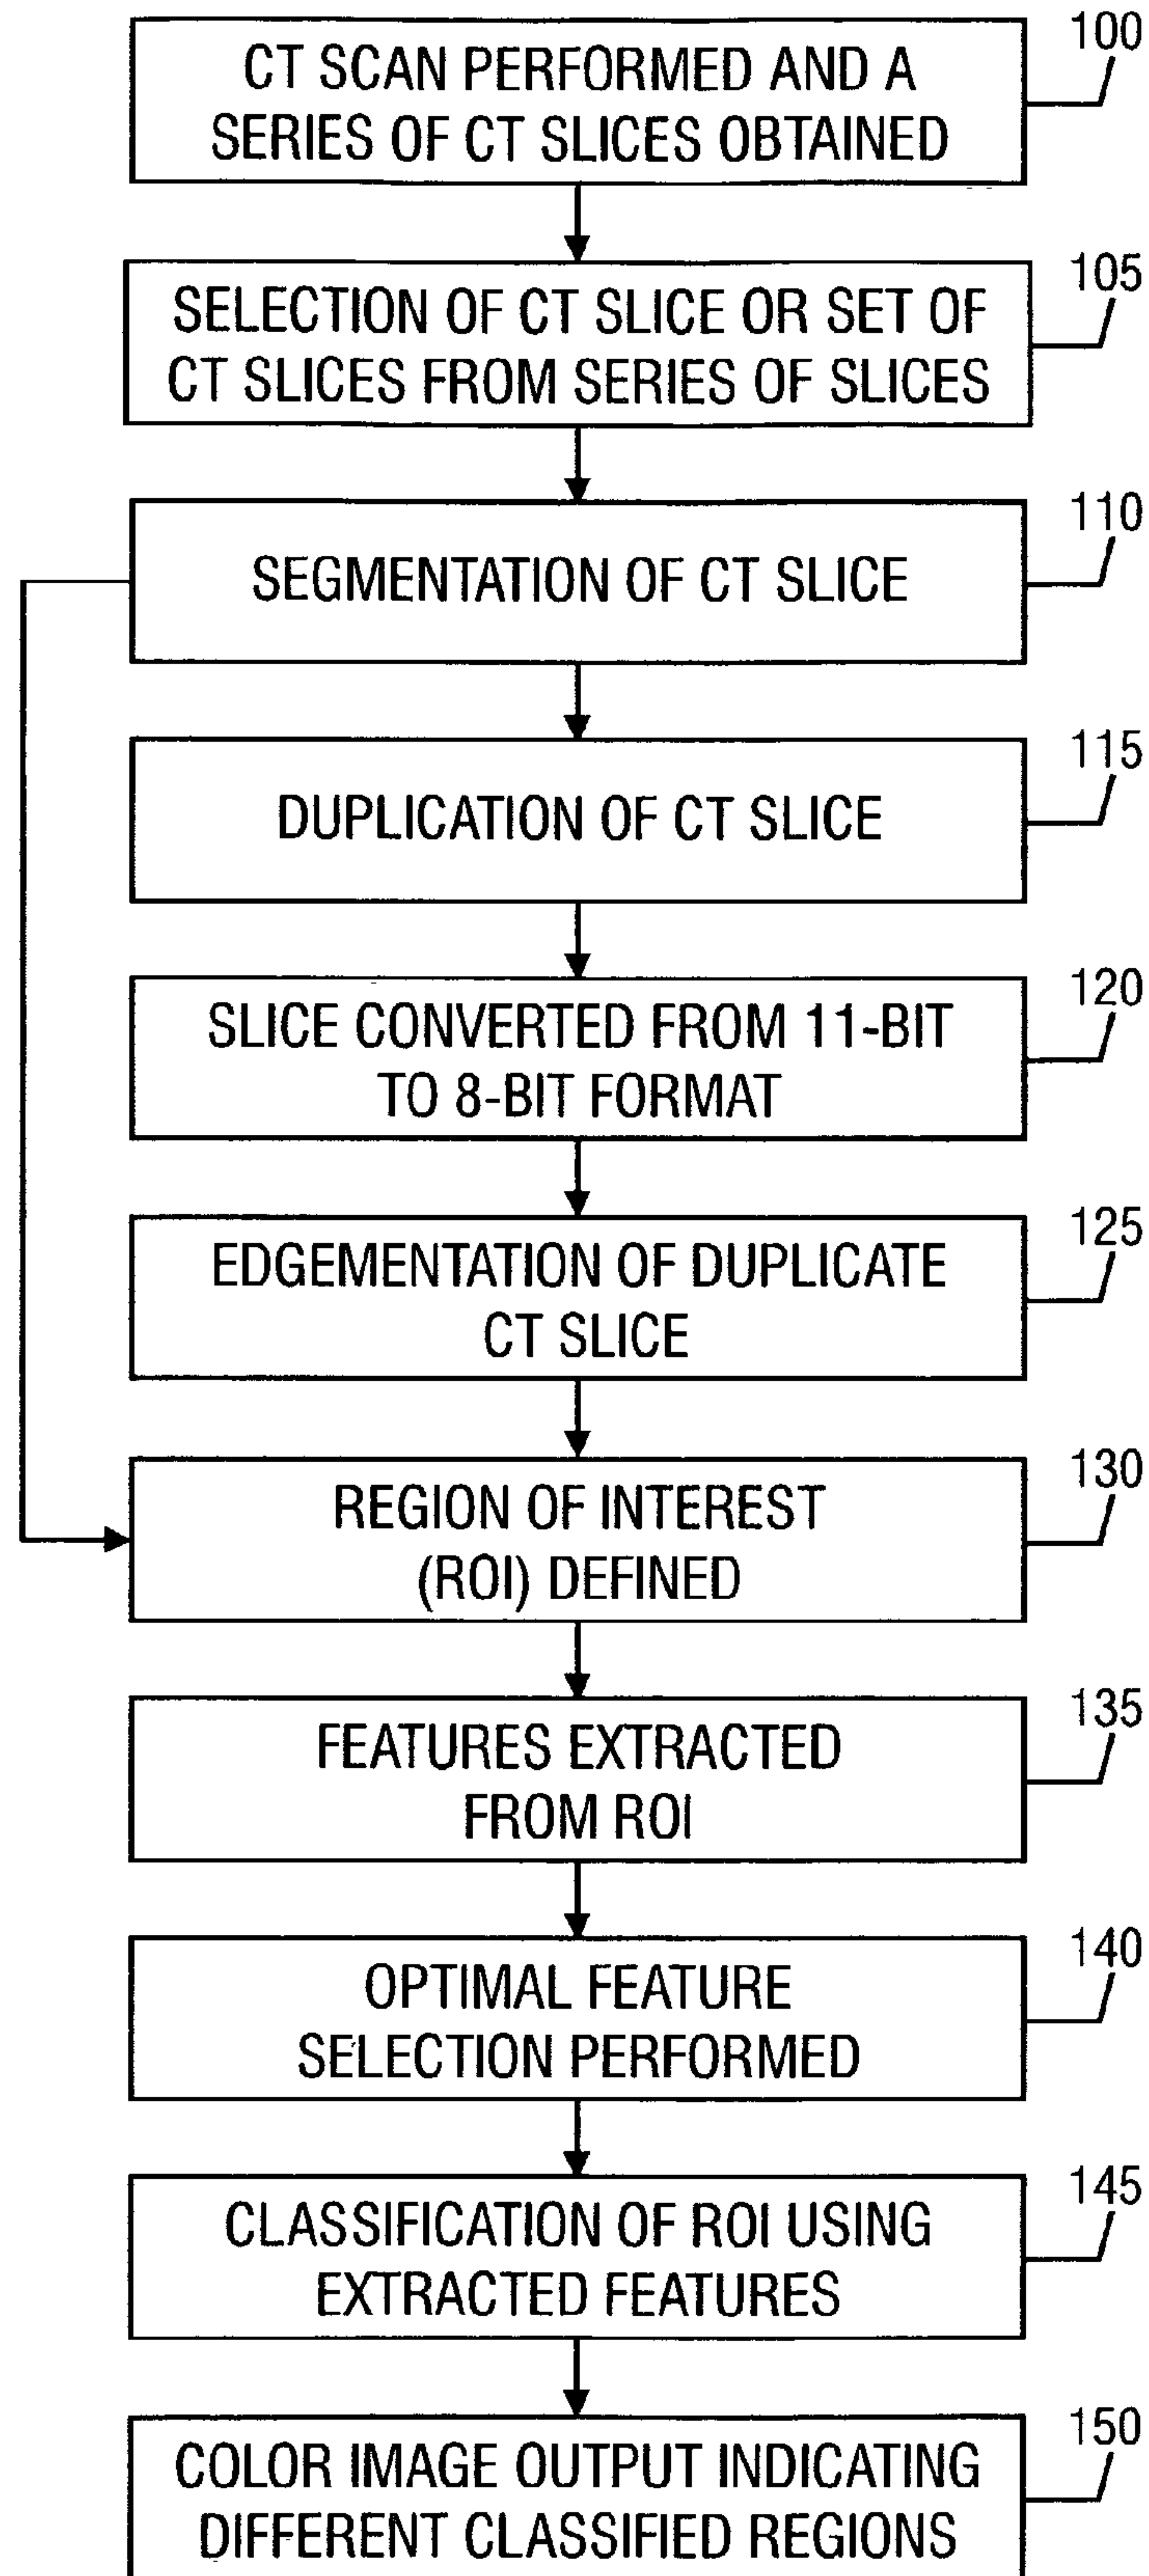 100
CT SCAN PERFORMED AND A
SERIES OF CT SLICES OBTAINED
105
SELECTION OF CT SLICE OR SET OF
CT SLICES FROM SERIES OF SLICES
110
SEGMENTATION OF CT SLICE
115
DUPLICATION OF CT SLICE
120
SLICE CONVERTED FROM 11-BIT
TO 8-BIT FORMAT
125
EDGEMENTATION OF DUPLICATE
CT SLICE
130
REGION OF INTEREST
(ROI) DEFINED
135
FEATURES EXTRACTED
FROM ROI
140
OPTIMAL FEATURE
SELECTION PERFORMED
145
CLASSIFICATION OF ROI USING
EXTRACTED FEATURES
150
COLOR IMAGE OUTPUT INDICATING
DIFFERENT CLASSIFIED REGIONS